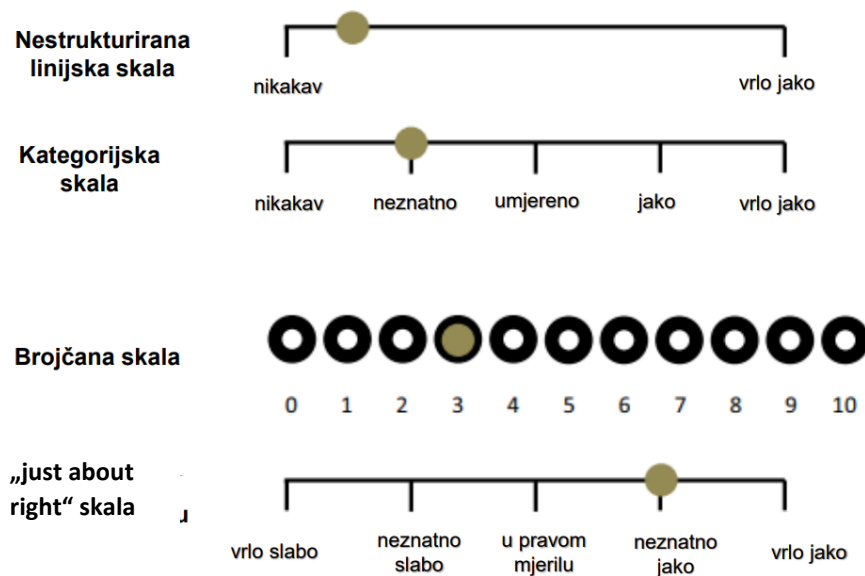 Nestrukturirana
linijska skala
nikakav
vrlo jako
Kategorijska
skala
nikakav
neznatno
umjereno
jako
vrlo jako
Brojčana skala
0 1 2 3 4 5 6 7 8 9 10
„just about
right“ skala
vrlo slabo
neznatno
slabo
u pravom
mjerilu
neznatno
jako
vrlo jako